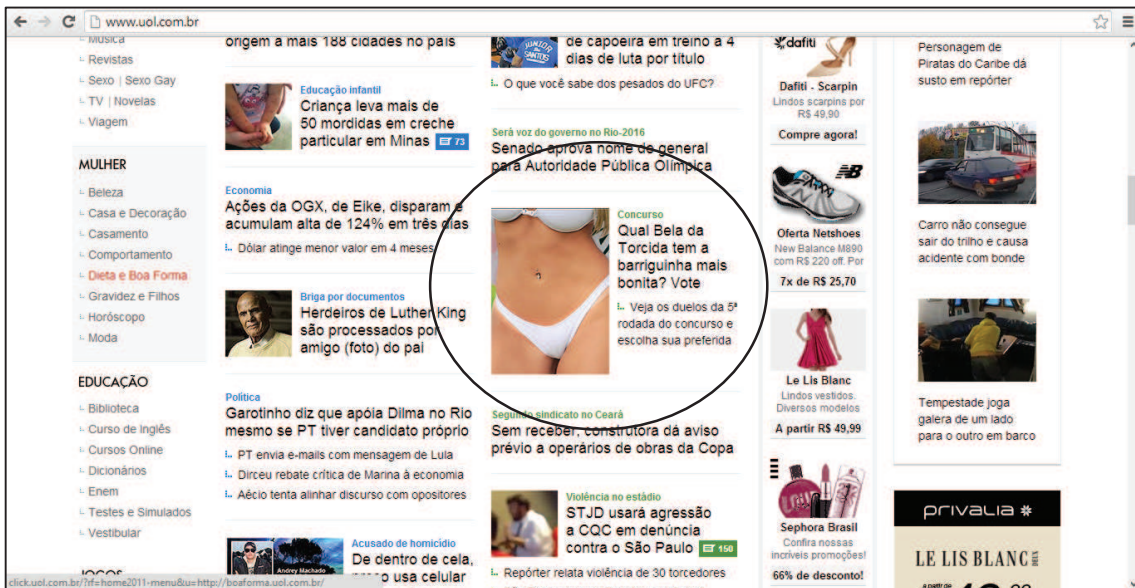 www.uol.com.br
Música
Revistas
Sexo | Sexo Gay
TV | Novelas
Viagem
MULHER
Beleza
Casa e Decoração
Casamento
Comportamento
Dieta e Boa Forma
Gravidez e Filhos
Horóscopo
Moda
EDUCAÇÃO
Biblioteca
Curso de Inglês
Cursos Online
Dicionários
Enem
Testes e Simulados
Vestibular
JOGOS
click.uol.com.br/?rf=home2011-menu&u=http://boaforma.uol.com.br/
origem a mais 188 cidades no país
Educação infantil
Criança leva mais de
50 mordidas em creche
particular em Minas 73
Economia
Ações da OGX, de Eike, disparam e
acumulam alta de 124% em três dias
Dólar atinge menor valor em 4 meses
Briga por documentos
Herdeiros de Luther King
são processados por
amigo (foto) do pai
Política
Garotinho diz que apóia Dilma no Rio
mesmo se PT tiver candidato próprio
PT envia e-mails com mensagem de Lula
Dirceu rebate crítica de Marina à economia
Aécio tenta alinhar discurso com opositores
Andrey Machado
Acusado de homicídio
De dentro de cela,
preso usa celular
JUNIOR
DOS
SANTOS
de capoeira em treino a 4
dias de luta por título
O que você sabe dos pesados do UFC?
Será voz do governo no Rio-2016
Senado aprova nome de general
para Autoridade Pública Olímpica
Concurso
Qual Bela da
Torcida tem a
barriguinha mais
bonita? Vote
Veja os duelos da 5ª
rodada do concurso e
escolha sua preferida
Segundo sindicato no Ceará
Sem receber, construtora dá aviso
prévio a operários de obras da Copa
Violência no estádio
STJD usará agressão
a CQC em denúncia
contra o São Paulo 150
Repórter relata violência de 30 torcedores
dafiti
Dafiti - Scarpin
Lindos scarpins por
R$ 49,90
Compre agora!
NB
Oferta Netshoes
New Balance M890
com R$ 220 off. Por
7x de R$ 25,70
Le Lis Blanc
Lindos vestidos.
Diversos modelos
A partir R$ 49,99
Sephora Brasil
Confira nossas
incríveis promoções!
66% de desconto!
Personagem de
Piratas do Caribe dá
susto em repórter
Carro não consegue
sair do trilho e causa
acidente com bonde
Tempestade joga
galera de um lado
para o outro em barco
privalia
LE LIS BLANC